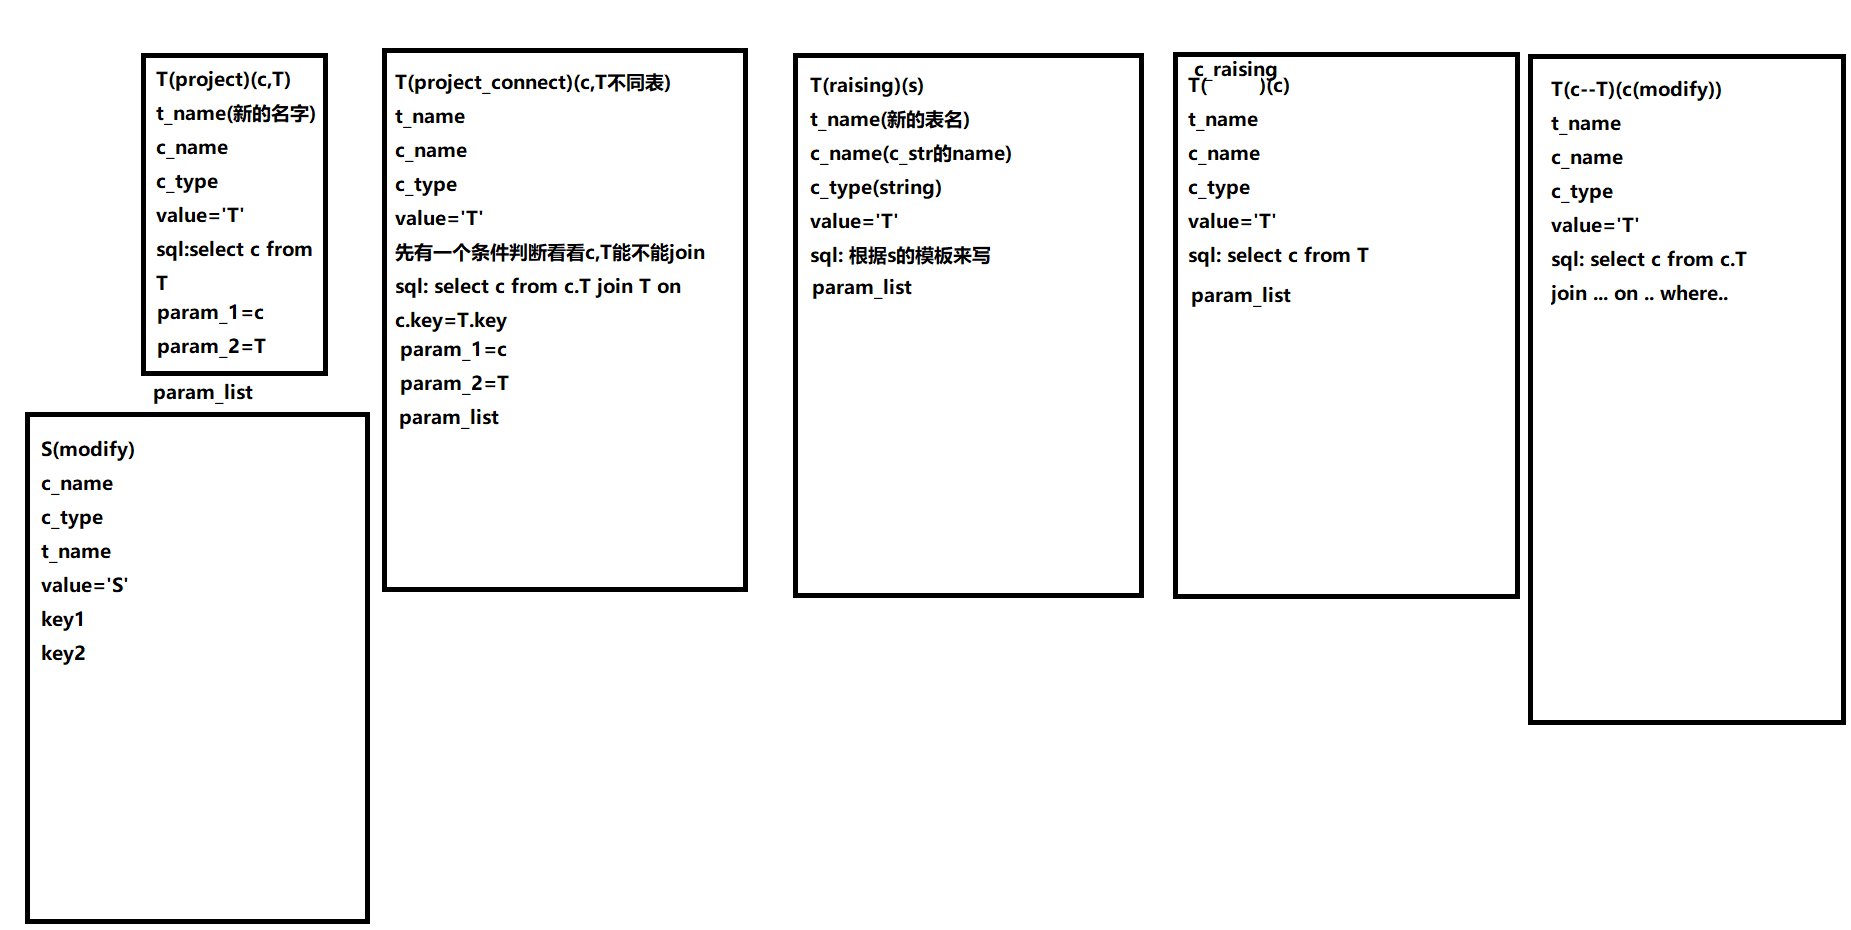 T(project)(c,T)
t_name(新的名字)
c_name
c_type
value='T'
sql:select c from
T
param_1=c
param_2=T
param_list
T(project_connect)(c,T不同表)
t_name
c_name
c_type
value='T'
先有一个条件判断看看c,T能不能join
sql: select c from c.T join T on
c.key=T.key
param_1=c
param_2=T
param_list
T(raising)(s)
t_name(新的表名)
c_name(c_str的name)
c_type(string)
value='T'
sql: 根据s的模板来写
param_list
c_raising
T( )(c)
t_name
c_name
c_type
value='T'
sql: select c from T
param_list
T(c--T)(c(modify))
t_name
c_name
c_type
value='T'
sql: select c from c.T
join ... on .. where..
S(modify)
c_name
c_type
t_name
value='S'
key1
key2